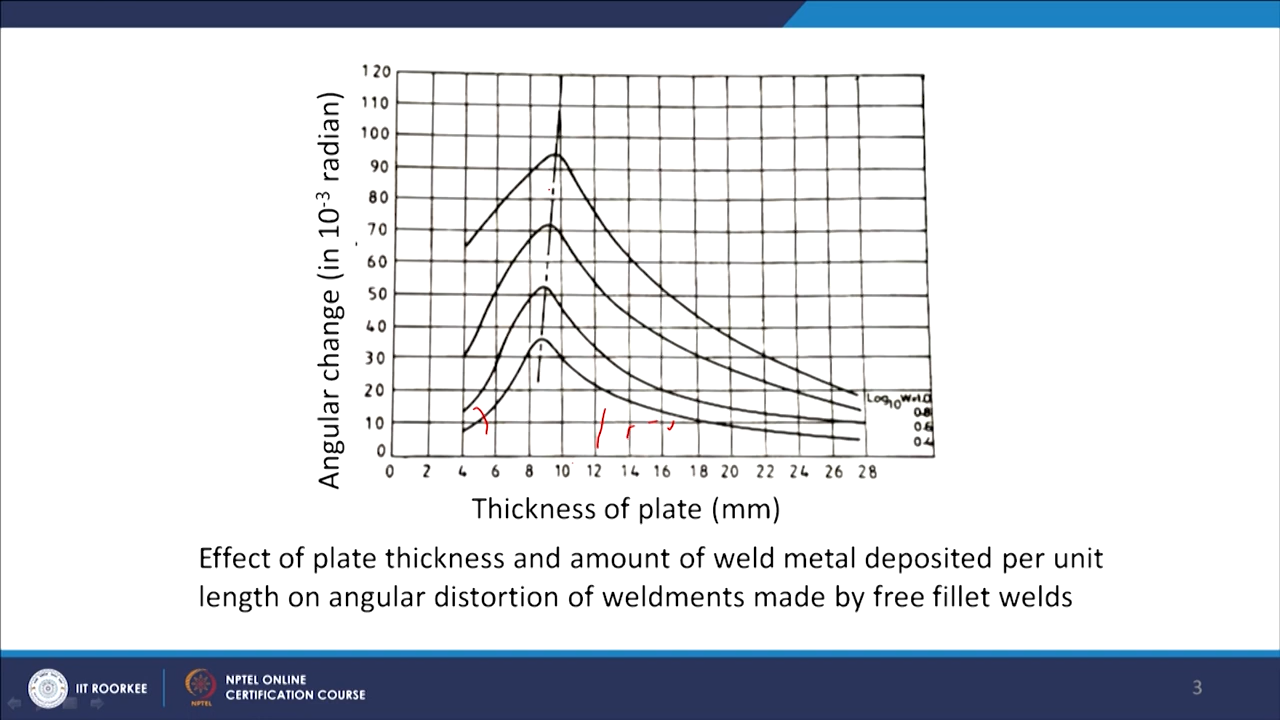 Angular change (in 10-3 radian)
120
110
100
90
80
70
60
50
40
30
20
10
0
Log10 W=1.0
0.8
0.6
0.4
0 2 4 6 8 10 12 14 16 18 20 22 24 26 28
Thickness of plate (mm)
Effect of plate thickness and amount of weld metal deposited per unit
length on angular distortion of weldments made by free fillet welds
IIT ROORKEE
NPTEL
NPTEL ONLINE
CERTIFICATION COURSE
3